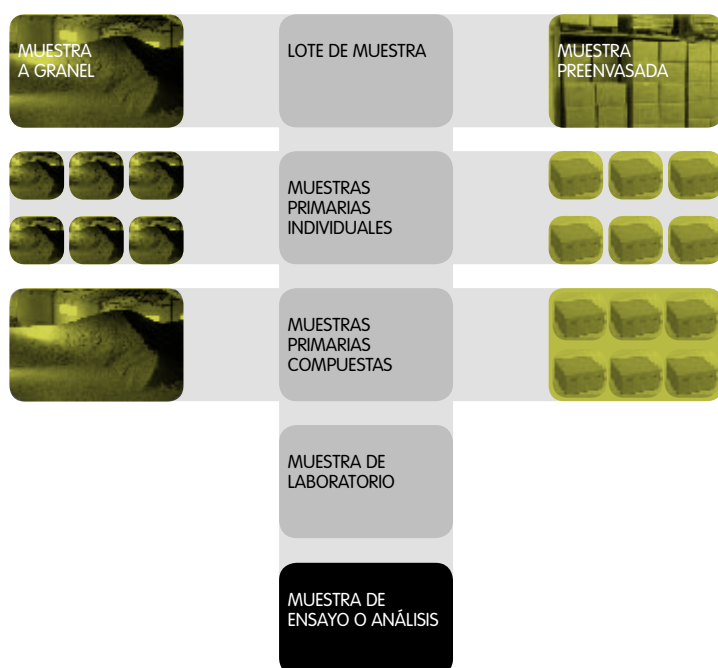 MUESTRA
A GRANEL
LOTE DE MUESTRA
MUESTRA
PREENVASADA
MUESTRAS
PRIMARIAS
INDIVIDUALES
MUESTRAS
PRIMARIAS
COMPUESTAS
MUESTRA DE
LABORATORIO
MUESTRA DE
ENSAYO O ANÁLISIS